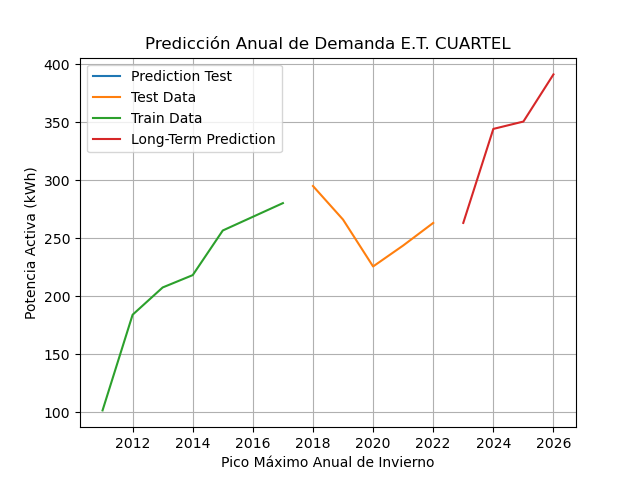 Predicción Anual de Demanda E.T. CUARTEL
Prediction Test
Test Data
Train Data
Long-Term Prediction
Potencia Activa (kWh)
400
350
300
250
200
150
100
2012 2014 2016 2018 2020 2022 2024 2026
Pico Máximo Anual de Invierno